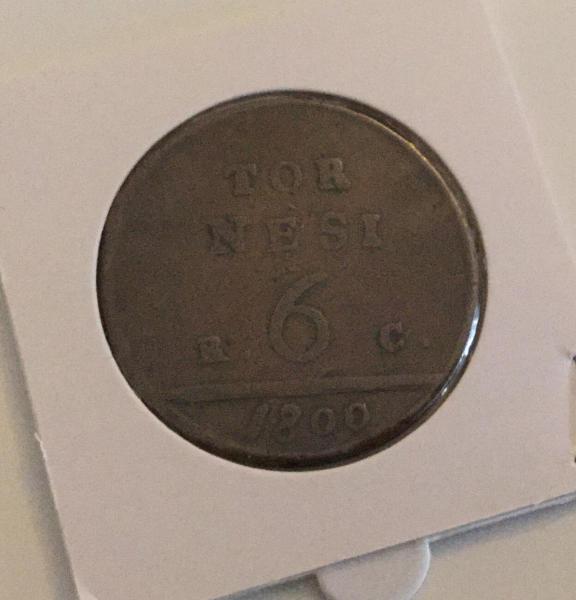 TOR
NESI
6
R. C.
1800